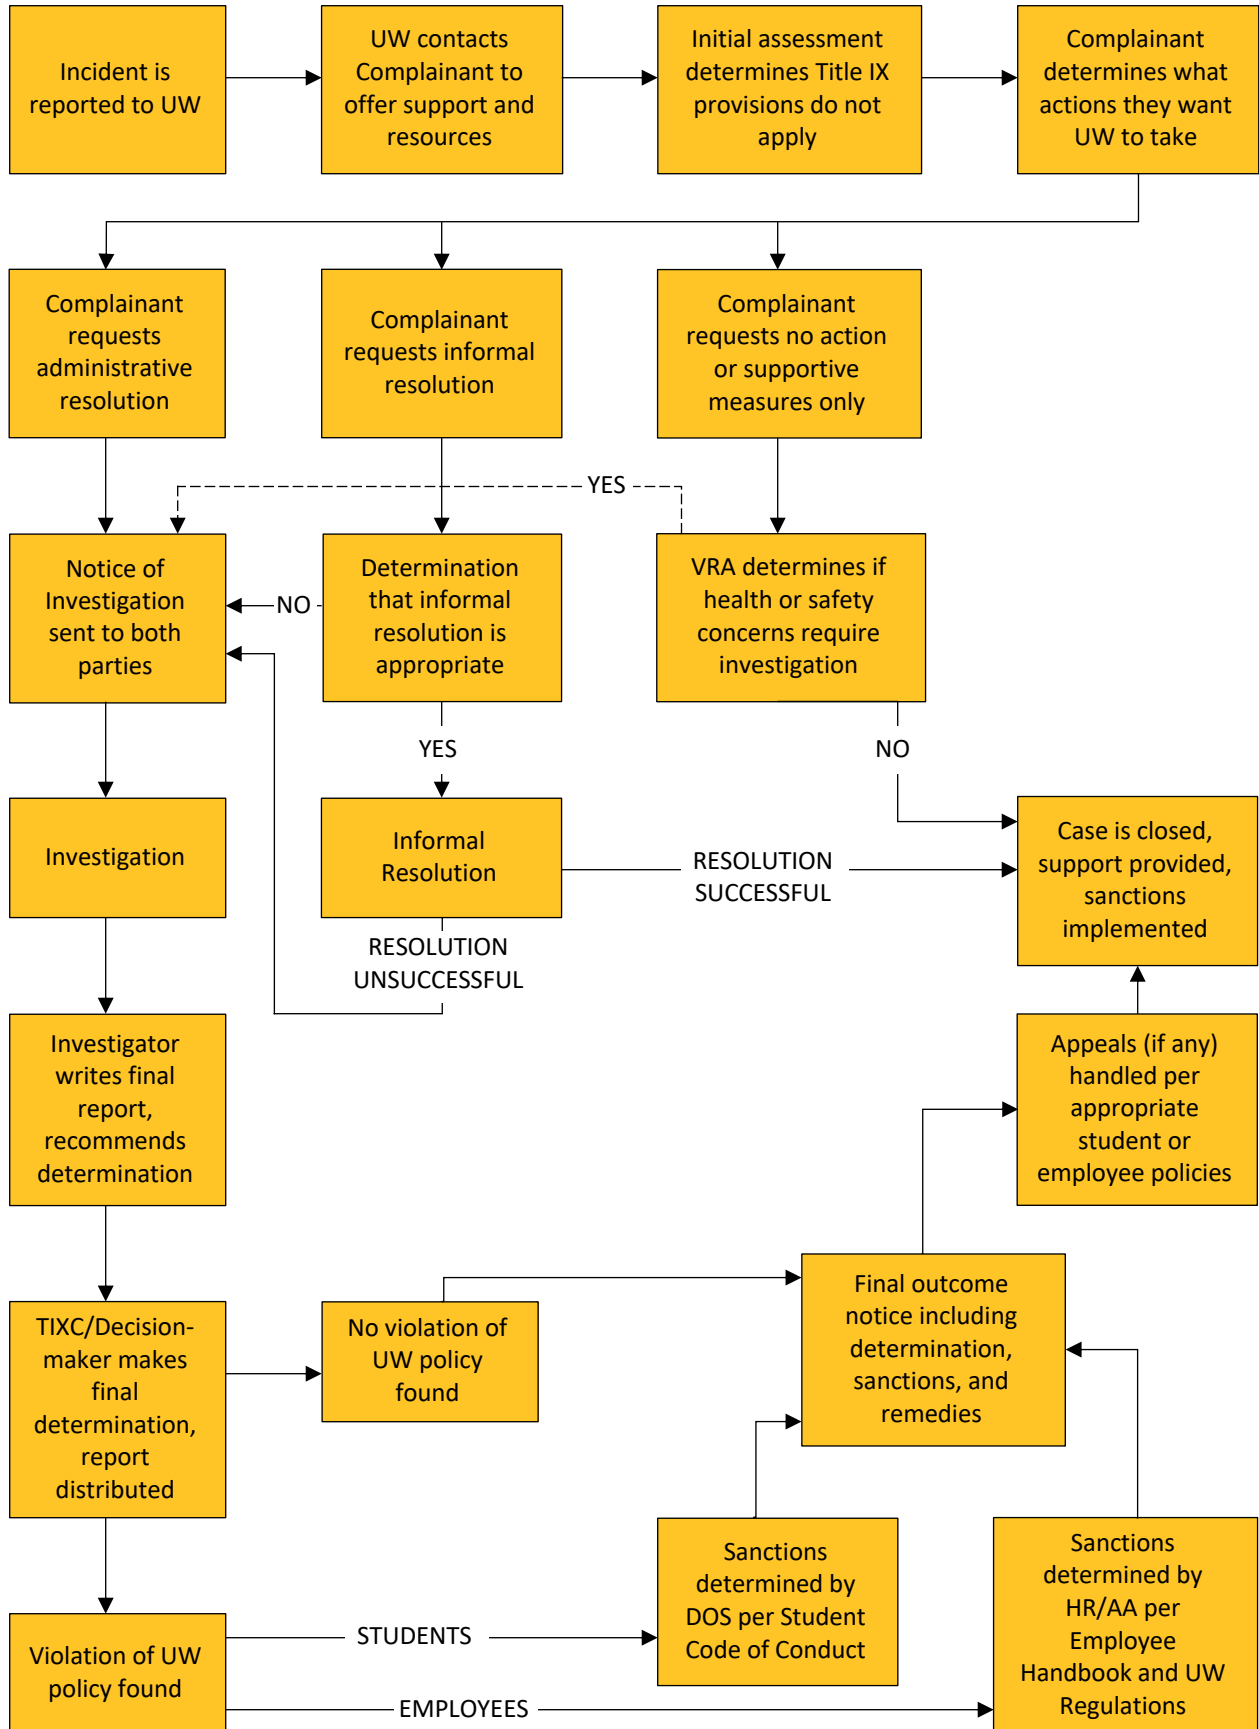 Incident is
reported to UW
UW contacts
Complainant to
offer support and
resources
Initial assessment
determines Title IX
provisions do not
apply
Complainant
determines what
actions they want
UW to take
Complainant
requests
administrative
resolution
Complainant
requests informal
resolution
Complainant
requests no action
or supportive
measures only
YES
Notice of
Investigation
sent to both
parties
NO
Determination
that informal
resolution is
appropriate
VRA determines if
health or safety
concerns require
investigation
YES
NO
Investigation
Informal
Resolution
RESOLUTION
SUCCESSFUL
Case is closed,
support provided,
sanctions
implemented
RESOLUTION
UNSUCCESSFUL
Investigator
writes final
report,
recommends
determination
Appeals (if any)
handled per
appropriate
student or
employee policies
TIXC/Decision-
maker makes
final
determination,
report
distributed
No violation of
UW policy
found
Final outcome
notice including
determination,
sanctions, and
remedies
Violation of UW
policy found
STUDENTS
Sanctions
determined by
DOS per Student
Code of Conduct
EMPLOYEES
Sanctions
determined by
HR/AA per
Employee
Handbook and UW
Regulations